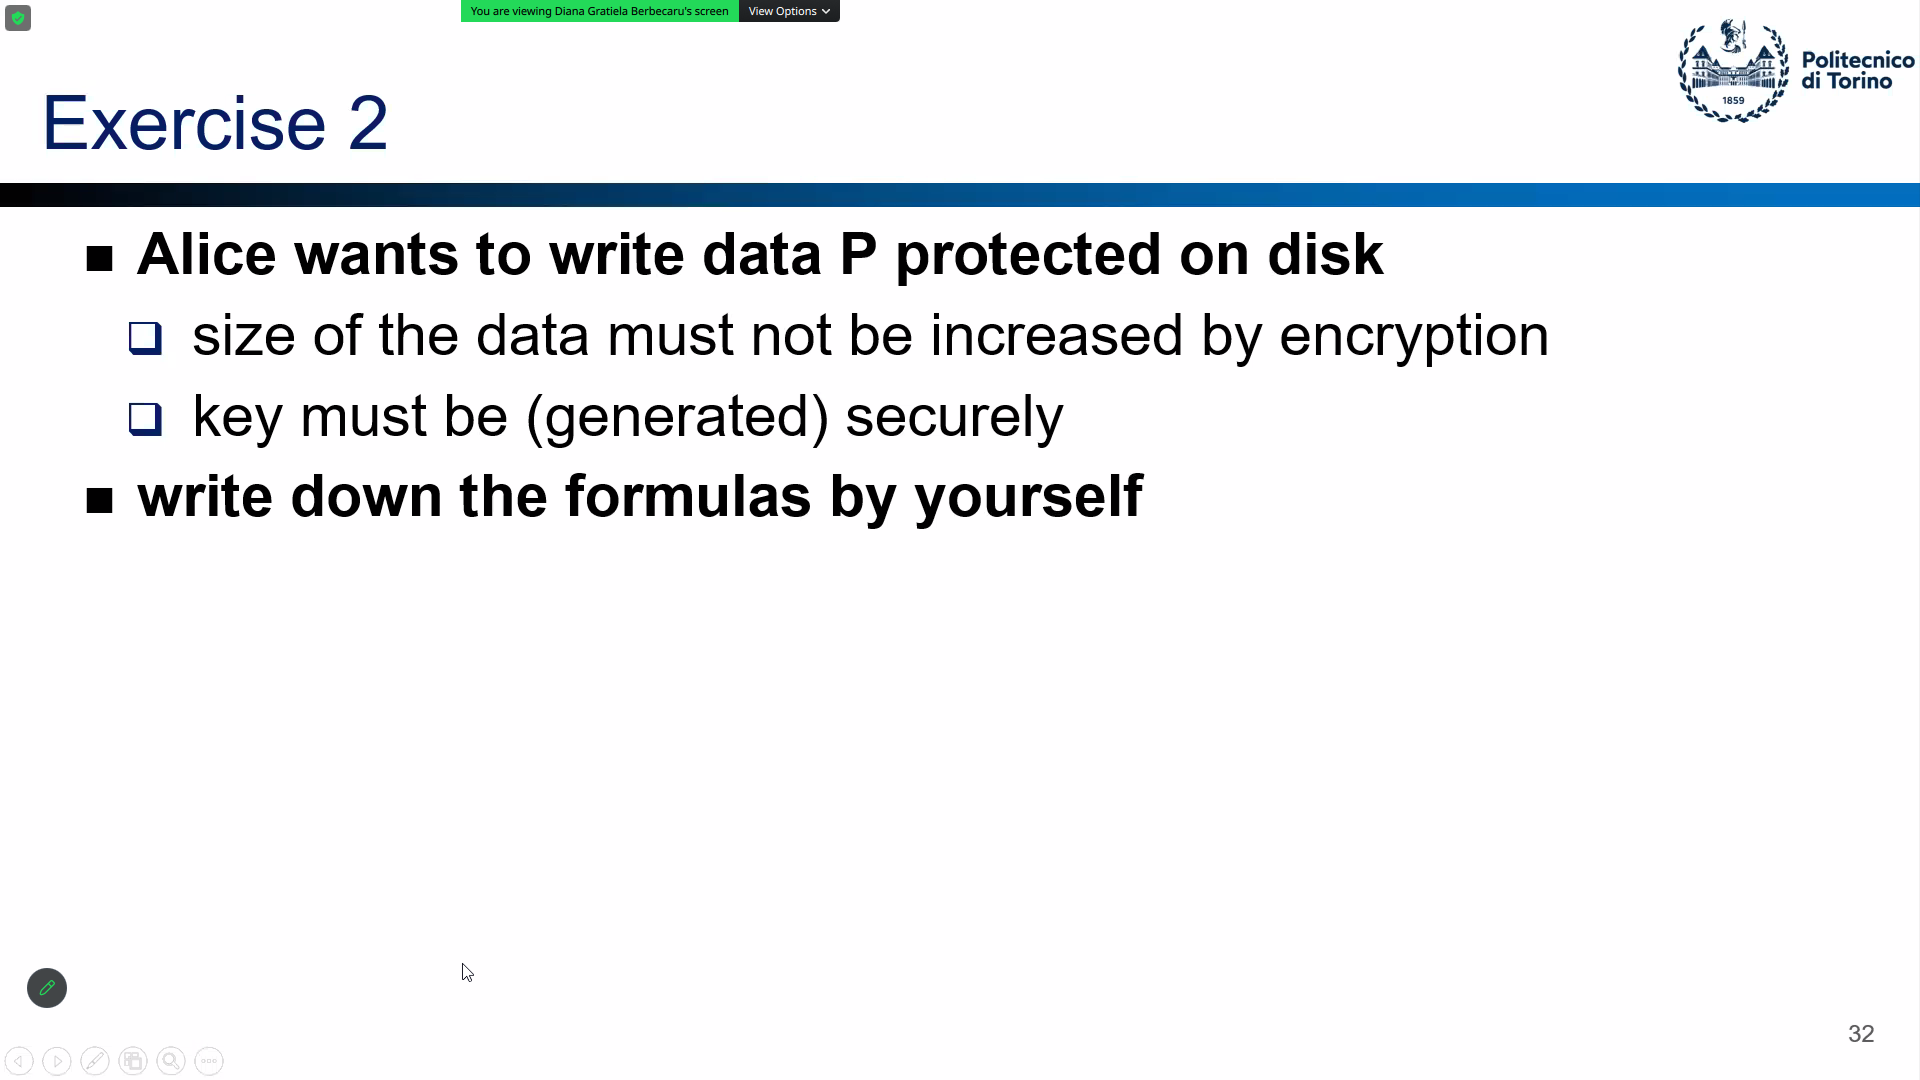 You are viewing Diana Gratiela Berbecaru's screen View Options
Politecnico
di Torino
1859
Exercise 2
Alice wants to write data P protected on disk
size of the data must not be increased by encryption
key must be (generated) securely
write down the formulas by yourself
32